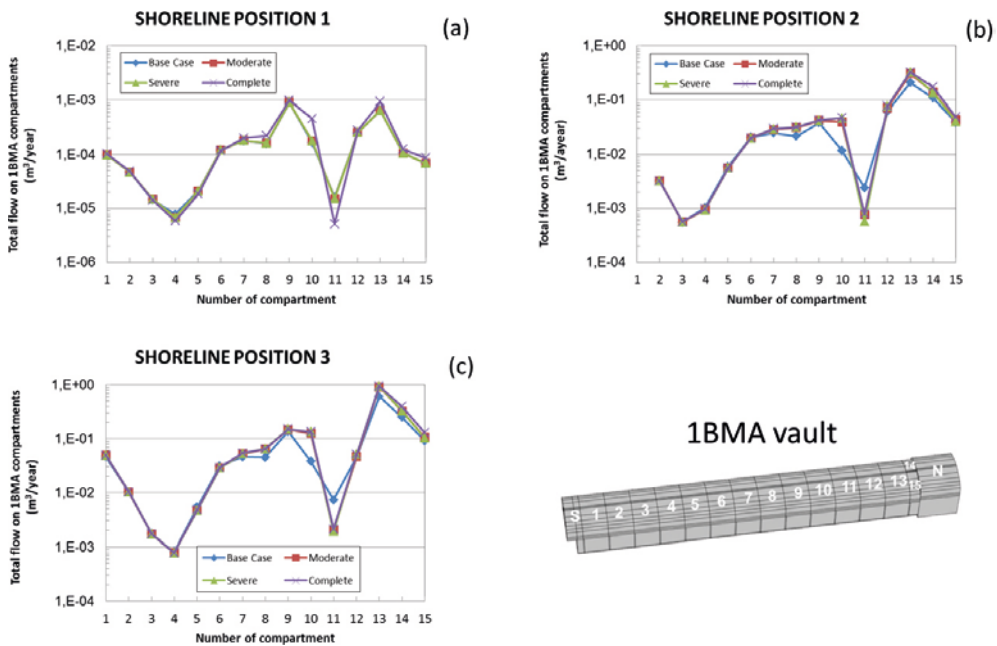 SHORELINE POSITION 1
(a)
Total flow on 1BMA compartments
(m³/ayear)
1,E-02
1,E-03
1,E-04
1,E-05
1,E-06
Base Case
Moderate
Severe
Complete
1 2 3 4 5 6 7 8 9 10 11 12 13 14 15
Number of compartment
SHORELINE POSITION 2
(b)
Total flow on 1BMA compartments
(m³/ayear)
1,E+00
1,E-01
1,E-02
1,E-03
1,E-04
Base Case
Moderate
Severe
Complete
1 2 3 4 5 6 7 8 9 10 11 12 13 14 15
Number of compartment
SHORELINE POSITION 3
(c)
Total flow on 1BMA compartments
(m³/year)
1,E+00
1,E-01
1,E-02
1,E-03
1,E-04
Base Case
Moderate
Severe
Complete
1 2 3 4 5 6 7 8 9 10 11 12 13 14 15
Number of compartment
1BMA vault
S 1 2 3 4 5 6 7 8 9 10 11 12 13 14 15 N